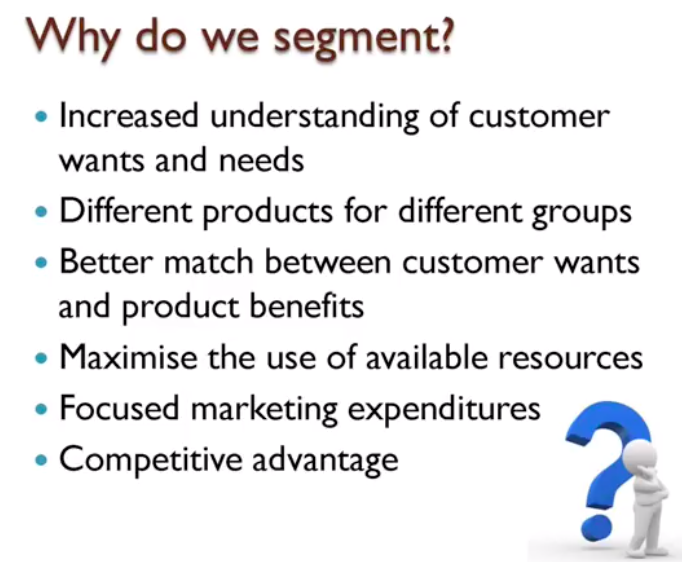 Why do we segment?
• Increased understanding of customer
wants and needs
• Different products for different groups
• Better match between customer wants
and product benefits
• Maximise the use of available resources
• Focused marketing expenditures
• Competitive advantage